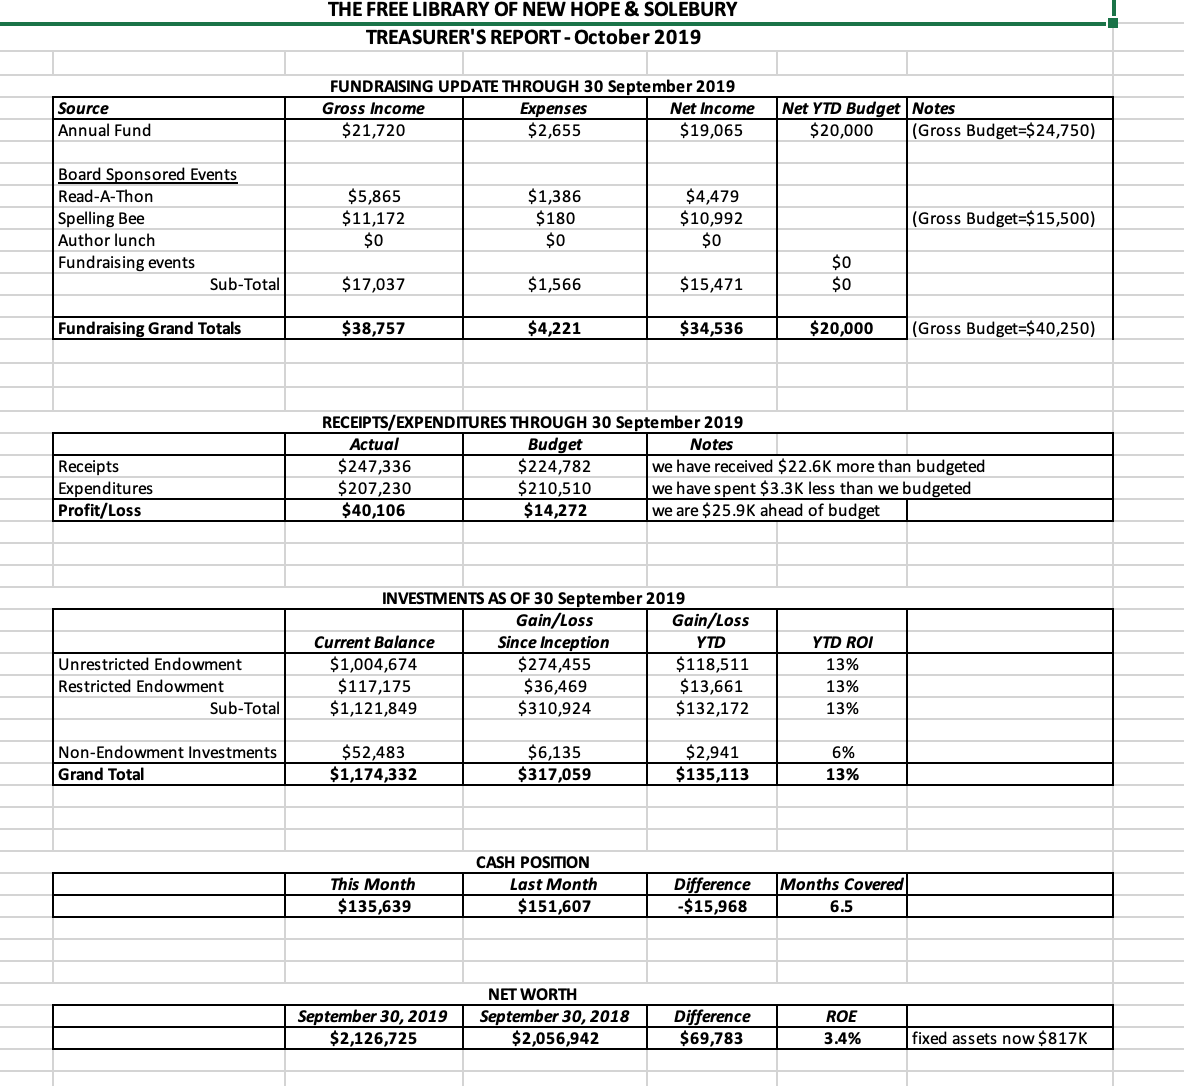 THE FREE LIBRARY OF NEW HOPE & SOLEBURY
TREASURER'S REPORT - October 2019
FUNDRAISING UPDATE THROUGH 30 September 2019
Source Gross Income Expenses Net Income Net YTD Budget Notes
Annual Fund $21,720 $2,655 $19,065 $20,000 (Gross Budget=$24,750)
Board Sponsored Events
Read-A-Thon $5,865 $1,386 $4,479
Spelling Bee $11,172 $180 $10,992 (Gross Budget=$15,500)
Author lunch $0 $0 $0
Fundraising events $0
Sub-Total $17,037 $1,566 $15,471 $0
Fundraising Grand Totals $38,757 $4,221 $34,536 $20,000 (Gross Budget=$40,250)
RECEIPTS/EXPENDITURES THROUGH 30 September 2019
Actual Budget Notes
Receipts $247,336 $224,782 we have received $22.6K more than budgeted
Expenditures $207,230 $210,510 we have spent $3.3K less than we budgeted
Profit/Loss $40,106 $14,272 we are $25.9K ahead of budget
INVESTMENTS AS OF 30 September 2019
Gain/Loss Gain/Loss
Current Balance Since Inception YTD YTD ROI
Unrestricted Endowment $1,004,674 $274,455 $118,511 13%
Restricted Endowment $117,175 $36,469 $13,661 13%
Sub-Total $1,121,849 $310,924 $132,172 13%
Non-Endowment Investments $52,483 $6,135 $2,941 6%
Grand Total $1,174,332 $317,059 $135,113 13%
CASH POSITION
This Month Last Month Difference Months Covered
$135,639 $151,607 -$15,968 6.5
NET WORTH
September 30, 2019 September 30, 2018 Difference ROE
$2,126,725 $2,056,942 $69,783 3.4% fixed assets now $817K